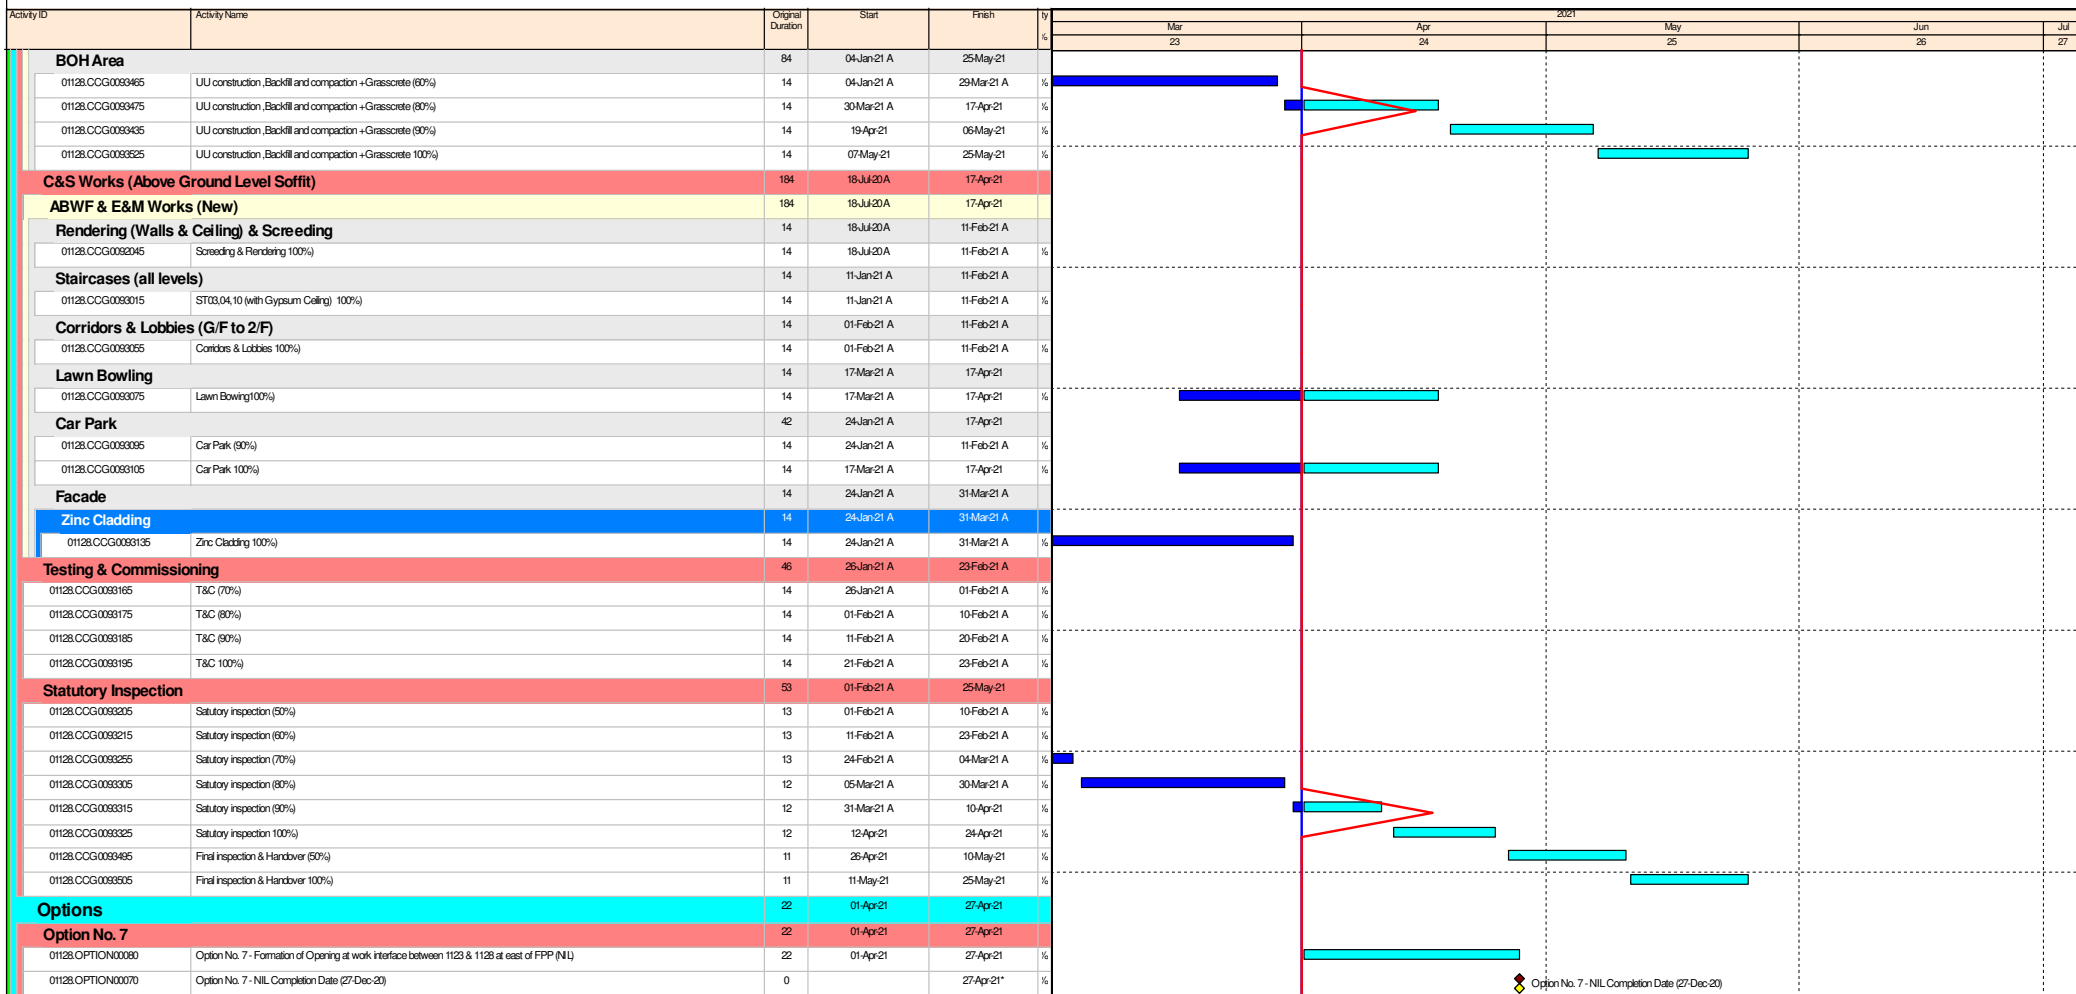 Activity ID Activity Name Original Duration Start Finish ty % 2021
Mar Apr May Jun Jul
23 24 25 26 27
BOH Area 84 04-Jan-21 A 25-May-21
01128.CCG0093465 UU construction ,Backfill and compaction +Grasscrete (60%) 14 04-Jan-21 A 29-Mar-21 A %
01128.CCG0093475 UU construction ,Backfill and compaction +Grasscrete (80%) 14 30-Mar-21 A 17-Apr-21 %
01128.CCG0093435 UU construction ,Backfill and compaction +Grasscrete (90%) 14 19-Apr-21 06-May-21 %
01128.CCG0093525 UU construction ,Backfill and compaction +Grasscrete 100%) 14 07-May-21 25-May-21 %
C&S Works (Above Ground Level Soffit) 184 18-Jul-20 A 17-Apr-21
ABWF & E&M Works (New) 184 18-Jul-20 A 17-Apr-21
Rendering (Walls & Ceiling) & Screeding 14 18-Jul-20 A 11-Feb-21 A
01128.CCG0092045 Screeding & Rendering 100%) 14 18-Jul-20 A 11-Feb-21 A %
Staircases (all levels) 14 11-Jan-21 A 11-Feb-21 A
01128.CCG0093015 ST03,04,10 (with Gypsum Ceiling) 100%) 14 11-Jan-21 A 11-Feb-21 A %
Corridors & Lobbies (G/F to 2/F) 14 01-Feb-21 A 11-Feb-21 A
01128.CCG0093055 Corridors & Lobbies 100%) 14 01-Feb-21 A 11-Feb-21 A %
Lawn Bowling 14 17-Mar-21 A 17-Apr-21
01128.CCG0093075 Lawn Bowing100%) 14 17-Mar-21 A 17-Apr-21 %
Car Park 42 24-Jan-21 A 17-Apr-21
01128.CCG0093095 Car Park (90%) 14 24-Jan-21 A 11-Feb-21 A %
01128.CCG0093105 Car Park 100%) 14 17-Mar-21 A 17-Apr-21 %
Facade 14 24-Jan-21 A 31-Mar-21 A
Zinc Cladding 14 24-Jan-21 A 31-Mar-21 A
01128.CCG0093135 Zinc Cladding 100%) 14 24-Jan-21 A 31-Mar-21 A %
Testing & Commissioning 46 26-Jan-21 A 23-Feb-21 A
01128.CCG0093165 T&C (70%) 14 26-Jan-21 A 01-Feb-21 A %
01128.CCG0093175 T&C (80%) 14 01-Feb-21 A 10-Feb-21 A %
01128.CCG0093185 T&C (90%) 14 11-Feb-21 A 20-Feb-21 A %
01128.CCG0093195 T&C 100%) 14 21-Feb-21 A 23-Feb-21 A %
Statutory Inspection 53 01-Feb-21 A 25-May-21
01128.CCG0093205 Satutory inspection (50%) 13 01-Feb-21 A 10-Feb-21 A %
01128.CCG0093215 Satutory inspection (60%) 13 11-Feb-21 A 23-Feb-21 A %
01128.CCG0093255 Satutory inspection (70%) 13 24-Feb-21 A 04-Mar-21 A %
01128.CCG0093305 Satutory inspection (80%) 12 05-Mar-21 A 30-Mar-21 A %
01128.CCG0093315 Satutory inspection (90%) 12 31-Mar-21 A 10-Apr-21 %
01128.CCG0093325 Satutory inspection 100%) 12 12-Apr-21 24-Apr-21 %
01128.CCG0093495 Final inspection & Handover (50%) 11 26-Apr-21 10-May-21 %
01128.CCG0093505 Final inspection & Handover 100%) 11 11-May-21 25-May-21 %
Options 22 01-Apr-21 27-Apr-21
Option No. 7 22 01-Apr-21 27-Apr-21
01128.OPTION00080 Option No. 7 - Formation of Opening at work interface between 1123 & 1128 at east of FPP (NIL) 22 01-Apr-21 27-Apr-21 %
01128.OPTION00070 Option No. 7 - NIL Completion Date (27-Dec-20) 0 27-Apr-21* % Option No. 7 - NIL Completion Date (27-Dec-20)